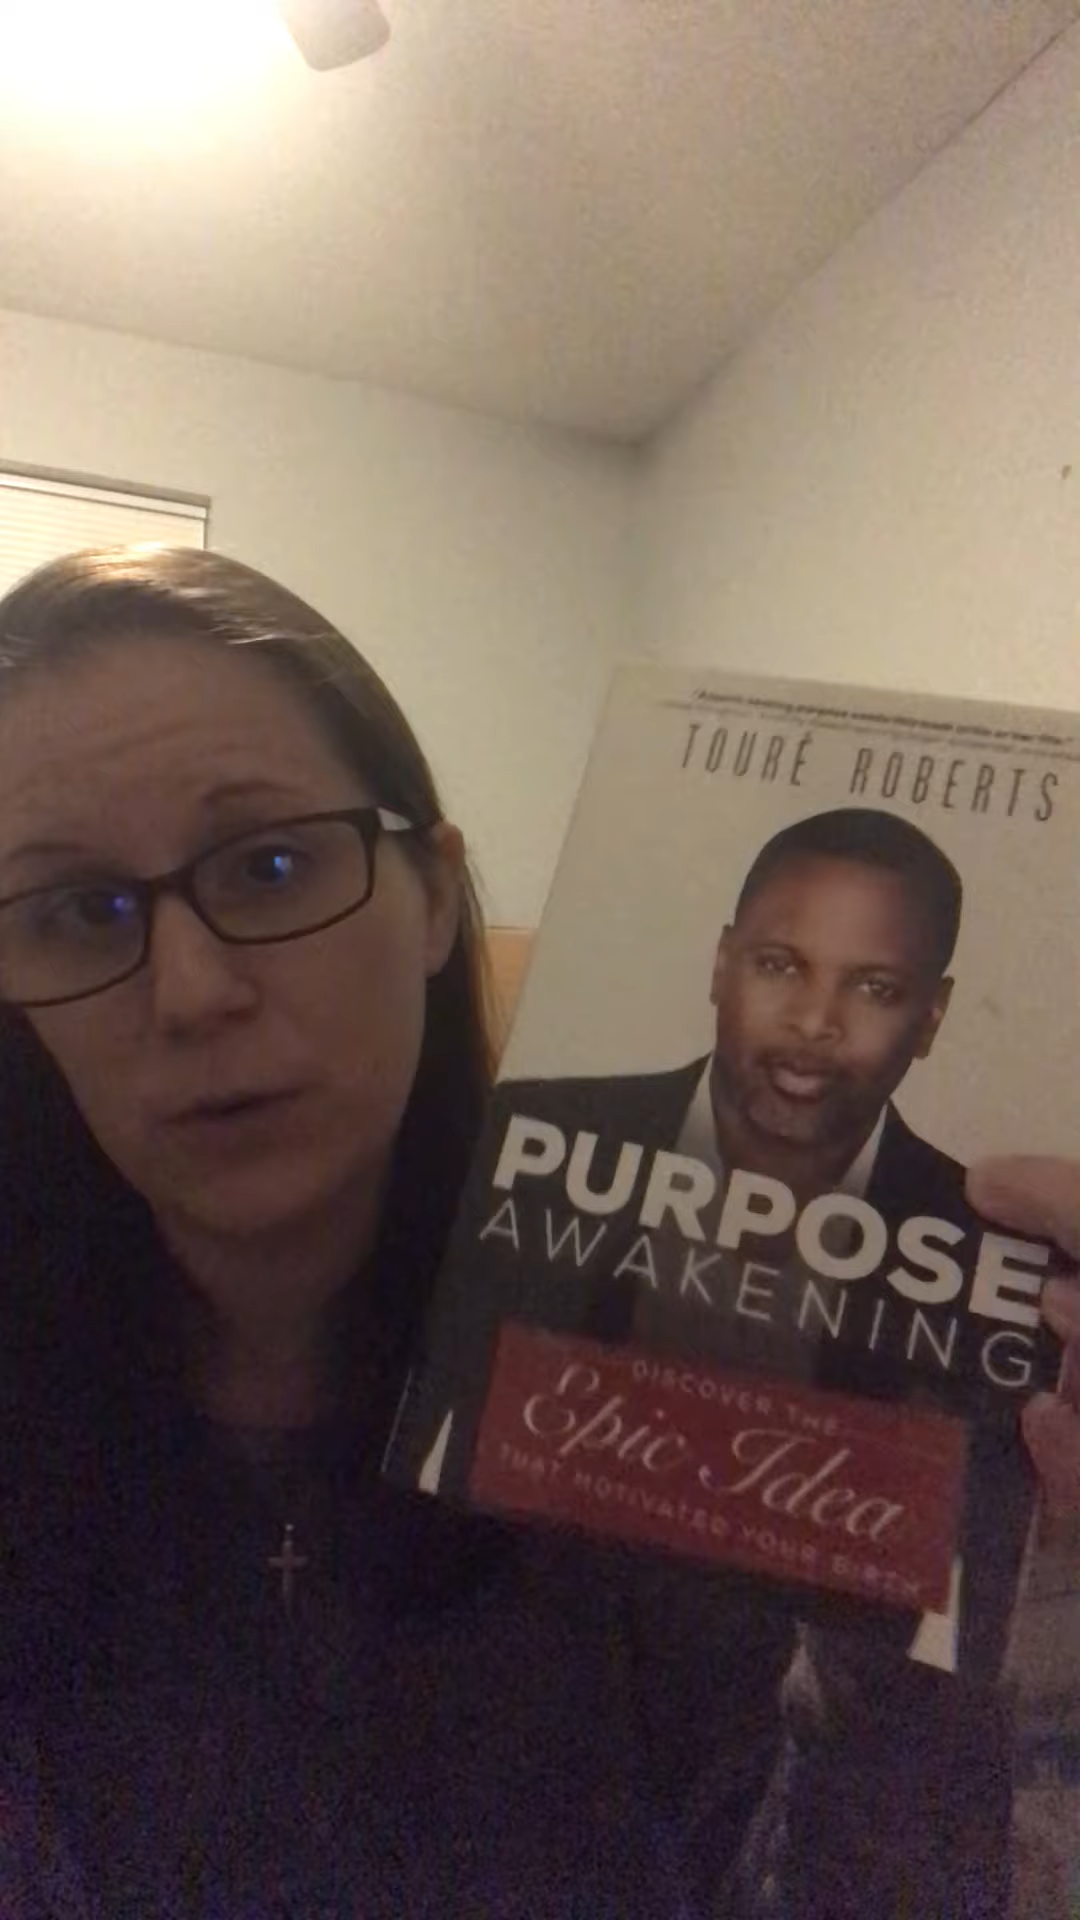 TOURÉ ROBERTS
PURPOSE
AWAKENING
DISCOVER THE
Epic Idea
THAT MOTIVATED YOUR BIRTH